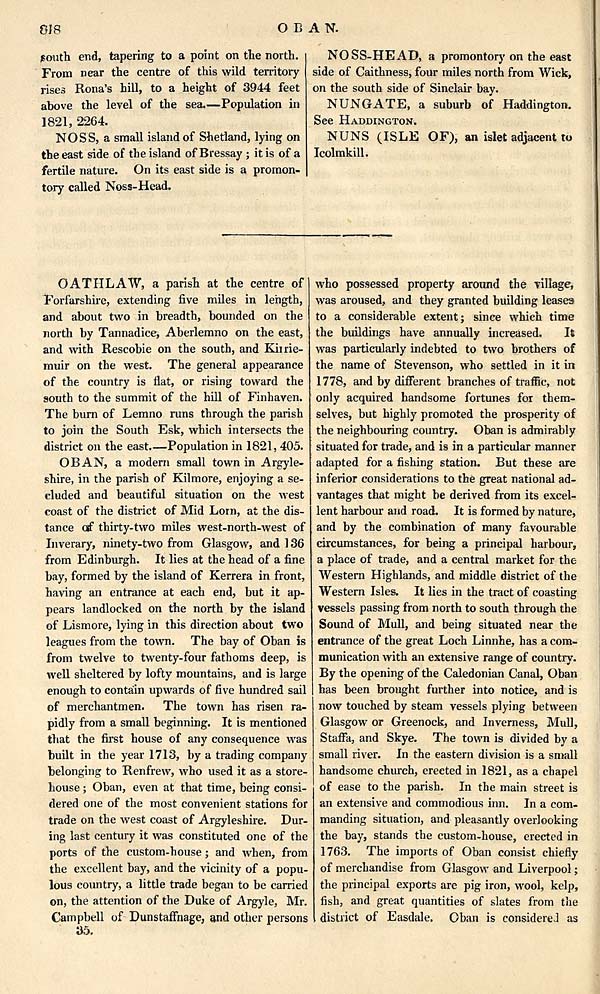 818
OBAN.
south end, tapering to a point on the north.
From near the centre of this wild territory
rises Rona's hill, to a height of 3944 feet
above the level of the sea.—Population in
1821, 2264.
NOSS, a small island of Shetland, lying on
the east side of the island of Bressay ; it is of a
fertile nature. On its east side is a promon-
tory called Noss-Head.
NOSS-HEAD, a promontory on the east
side of Caithness, four miles north from Wick,
on the south side of Sinclair bay.
NUNGATE, a suburb of Haddington.
See HADDINGTON.
NUNS (ISLE OF), an islet adjacent to
Icolmkill.
OATHLAW, a parish at the centre of
Forfarshire, extending five miles in length,
and about two in breadth, bounded on the
north by Tannadice, Aberlemno on the east,
and with Rescobie on the south, and Kirrie-
muir on the west. The general appearance
of the country is flat, or rising toward the
south to the summit of the hill of Finhaven.
The burn of Lemno runs through the parish
to join the South Esk, which intersects the
district on the east.—Population in 1821, 405.
OBAN, a modern small town in Argyle-
shire, in the parish of Kilmore, enjoying a se-
cluded and beautiful situation on the west
coast of the district of Mid Lorn, at the dis-
tance of thirty-two miles west-north-west of
Inverary, ninety-two from Glasgow, and 136
from Edinburgh. It lies at the head of a fine
bay, formed by the island of Kerrera in front,
having an entrance at each end, but it ap-
pears landlocked on the north by the island
of Lismore, lying in this direction about two
leagues from the town. The bay of Oban is
from twelve to twenty-four fathoms deep, is
well sheltered by lofty mountains, and is large
enough to contain upwards of five hundred sail
of merchantmen. The town has risen ra-
pidly from a small beginning. It is mentioned
that the first house of any consequence was
built in the year 1713, by a trading company
belonging to Renfrew, who used it as a store-
house ; Oban, even at that time, being consi-
dered one of the most convenient stations for
trade on the west coast of Argyleshire. Dur-
ing last century it was constituted one of the
ports of the custom-house ; and when, from
the excellent bay, and the vicinity of a popu-
lous country, a little trade began to be carried
on, the attention of the Duke of Argyle, Mr.
Campbell of Dunstaffnage, and other persons
35.
who possessed property around the village,
was aroused, and they granted building leases
to a considerable extent ; since which time
the buildings have annually increased. It
was particularly indebted to two brothers of
the name of Stevenson, who settled in it in
1778, and by different branches of traffic, not
only acquired handsome fortunes for them-
selves, but highly promoted the prosperity of
the neighbouring country. Oban is admirably
situated for trade, and is in a particular manner
adapted for a fishing station. But these are
inferior considerations to the great national ad-
vantages that might be derived from its excel-
lent harbour and road. It is formed by nature,
and by the combination of many favourable
circumstances, for being a principal harbour,
a place of trade, and a central market for the
Western Highlands, and middle district of the
Western Isles. It lies in the tract of coasting
vessels passing from north to south through the
Sound of Mull, and being situated near the
entrance of the great Loch Linnhe, has a com-
munication with an extensive range of country.
By the opening of the Caledonian Canal, Oban
has been brought further into notice, and is
now touched by steam vessels plying between
Glasgow or Greenock, and Inverness, Mull,
Staffa, and Skye. The town is divided by a
small river. In the eastern division is a small
handsome church, erected in 1821, as a chapel
of ease to the parish. In the main street is
an extensive and commodious inn. In a com-
manding situation, and pleasantly overlooking
the bay, stands the custom-house, erected in
1763. The imports of Oban consist chiefly
of merchandise from Glasgow and Liverpool ;
the principal exports are pig iron, wool, kelp,
fish, and great quantities of slates from the
district of Easdale. Oban is considered as